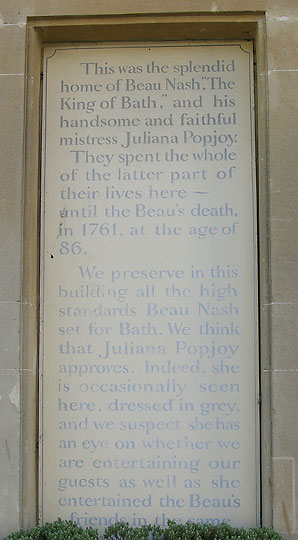 This was the splendid
home of Beau Nash,"The
King of Bath," and his
handsome and faithful
mistress Juliana Popjoy.
They spent the whole
of the latter part of
their lives here —
until the Beau's death,
in 1761, at the age of
86.
We preserve in this
building all the high
standards Beau Nash
set for Bath. We think
that Juliana Popjoy
approves. Indeed, she
is occasionally seen
here, dressed in grey,
and we suspect she has
an eye on whether we
are entertaining our
guests as well as she
entertained the Beau's
friends in the same